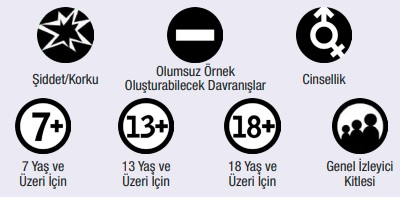 Şiddet/Korku
Olumsuz Örnek
Oluşturabilecek Davranışlar
Cinsellik
7+
13+
18+
7 Yaş ve
Üzeri İçin
13 Yaş ve
Üzeri İçin
18 Yaş ve
Üzeri İçin
Genel İzleyici
Kitlesi